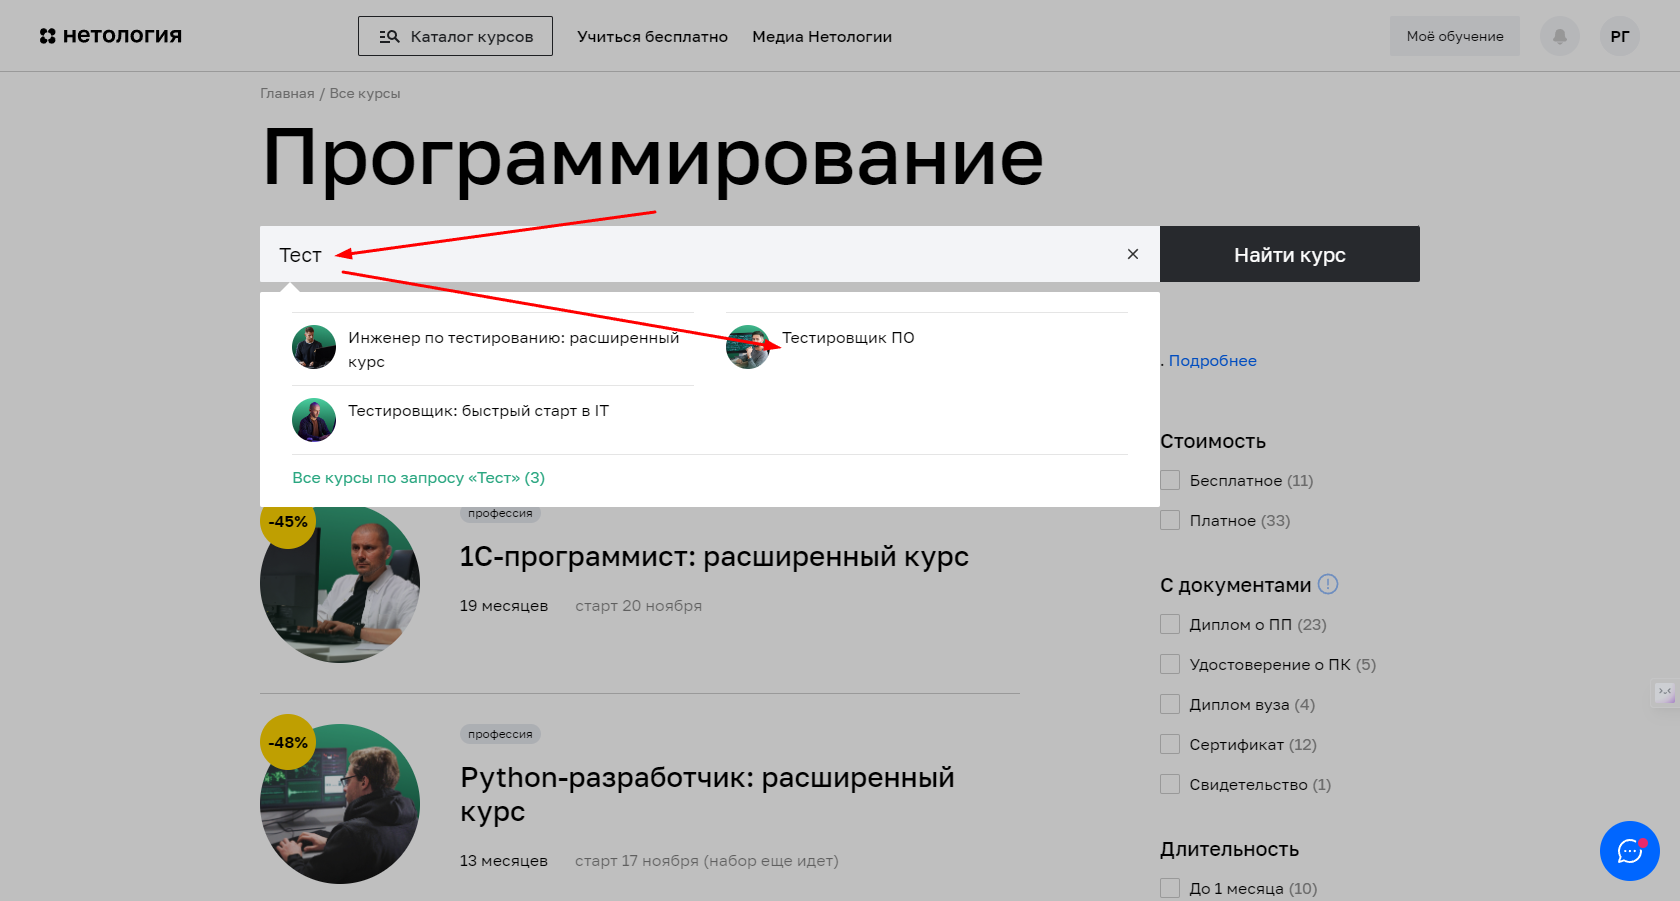 нетология
Каталог курсов
Учиться бесплатно
Медиа Нетологии
Моё обучение
РГ
Главная / Все курсы
Программирование
Тест
Найти курс
Инженер по тестированию: расширенный
курс
Тестировщик ПО
Тестировщик: быстрый старт в IT
Все курсы по запросу «Тест» (3)
. Подробнее
-45%
профессия
1С-программист: расширенный курс
19 месяцев
старт 20 ноября
-48%
профессия
Python-разработчик: расширенный
курс
13 месяцев
старт 17 ноября (набор еще идет)
Стоимость
Бесплатное (11)
Платное (33)
С документами
Диплом о ПП (23)
Удостоверение о ПК (5)
Диплом вуза (4)
Сертификат (12)
Свидетельство (1)
Длительность
До 1 месяца (10)